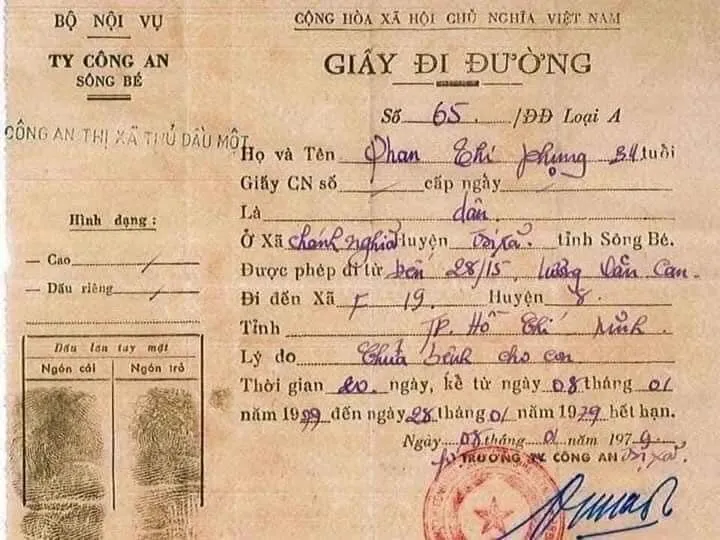 BỘ NỘI VỤ
TY CÔNG AN
SÔNG BÉ
CÔNG AN THỊ XÃ THỦ DẦU MỘT
CỘNG HÒA XÃ HỘI CHỦ NGHĨA VIỆT NAM
GIẤY ĐI ĐƯỜNG
Số 65. /ĐĐ Loại A
Họ và Tên Phan Thị Phụng 34 tuổi
Giấy CN số / cấp ngày /
Là dân
Ở Xã chánh nghĩa Huyện tỉnh Sông Bé.
Được phép đi từ đến 28/15, Lương Văn Can.
Đi đến Xã F 19. Huyện 8.
Tỉnh TP. Hồ Chí Minh.
Lý do Chữa bệnh cho con
Thời gian 20. ngày, kể từ ngày 08 tháng 01
năm 1979 đến ngày 28 tháng 01 năm 1979 hết hạn.
Ngày 08 tháng 01 năm 1979
TRƯỞNG TY CÔNG AN
Hình dạng :
— Cao /
— Dấu riêng /
Dấu lăn tay mặt
Ngón cái
Ngón trỏ